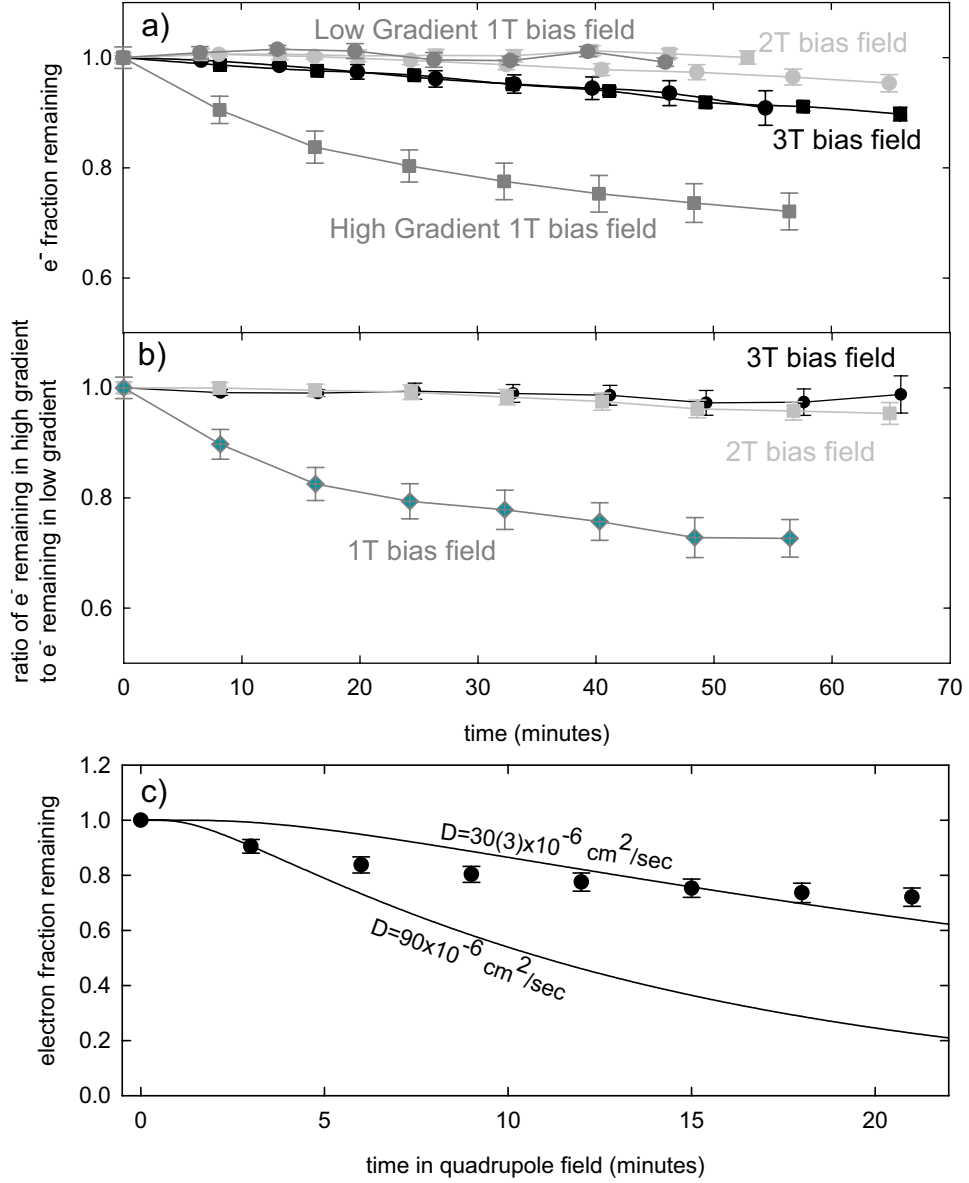 a)
Low Gradient 1T bias field
2T bias field
3T bias field
High Gradient 1T bias field
1.0
0.8
0.6
e⁻ fraction remaining
b)
3T bias field
2T bias field
1T bias field
1.0
0.8
0.6
ratio of e⁻ remaining in high gradient
to e⁻ remaining in low gradient
0 10 20 30 40 50 60 70
time (minutes)
c)
1.2
1.0
0.8
0.6
0.4
0.2
0.0
electron fraction remaining
D=30(3)x10⁻⁶ cm²/sec
D=90x10⁻⁶ cm²/sec
0 5 10 15 20
time in quadrupole field (minutes)